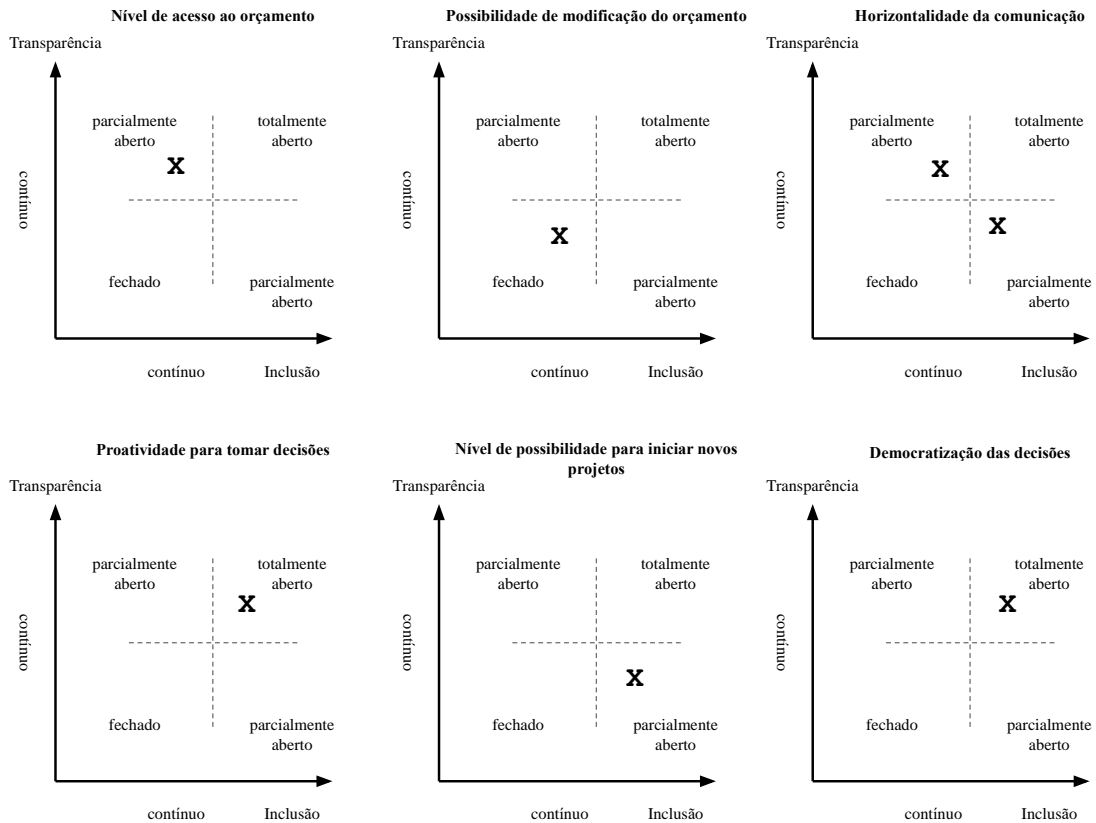 Nível de acesso ao orçamento
Transparência
parcialmente
aberto
totalmente
aberto
X
contínuo
fechado
parcialmente
aberto
contínuo
Inclusão
Possibilidade de modificação do orçamento
Transparência
parcialmente
aberto
totalmente
aberto
X
fechado
parcialmente
aberto
contínuo
Inclusão
Horizontalidade da comunicação
Transparência
parcialmente
aberto
totalmente
aberto
X
contínuo
X
fechado
parcialmente
aberto
contínuo
Inclusão
Proatividade para tomar decisões
Transparência
parcialmente
aberto
totalmente
aberto
X
contínuo
fechado
parcialmente
aberto
contínuo
Inclusão
Nível de possibilidade para iniciar novos
projetos
Transparência
parcialmente
aberto
totalmente
aberto
contínuo
X
fechado
parcialmente
aberto
contínuo
Inclusão
Democratização das decisões
Transparência
parcialmente
aberto
totalmente
aberto
X
contínuo
fechado
parcialmente
aberto
contínuo
Inclusão